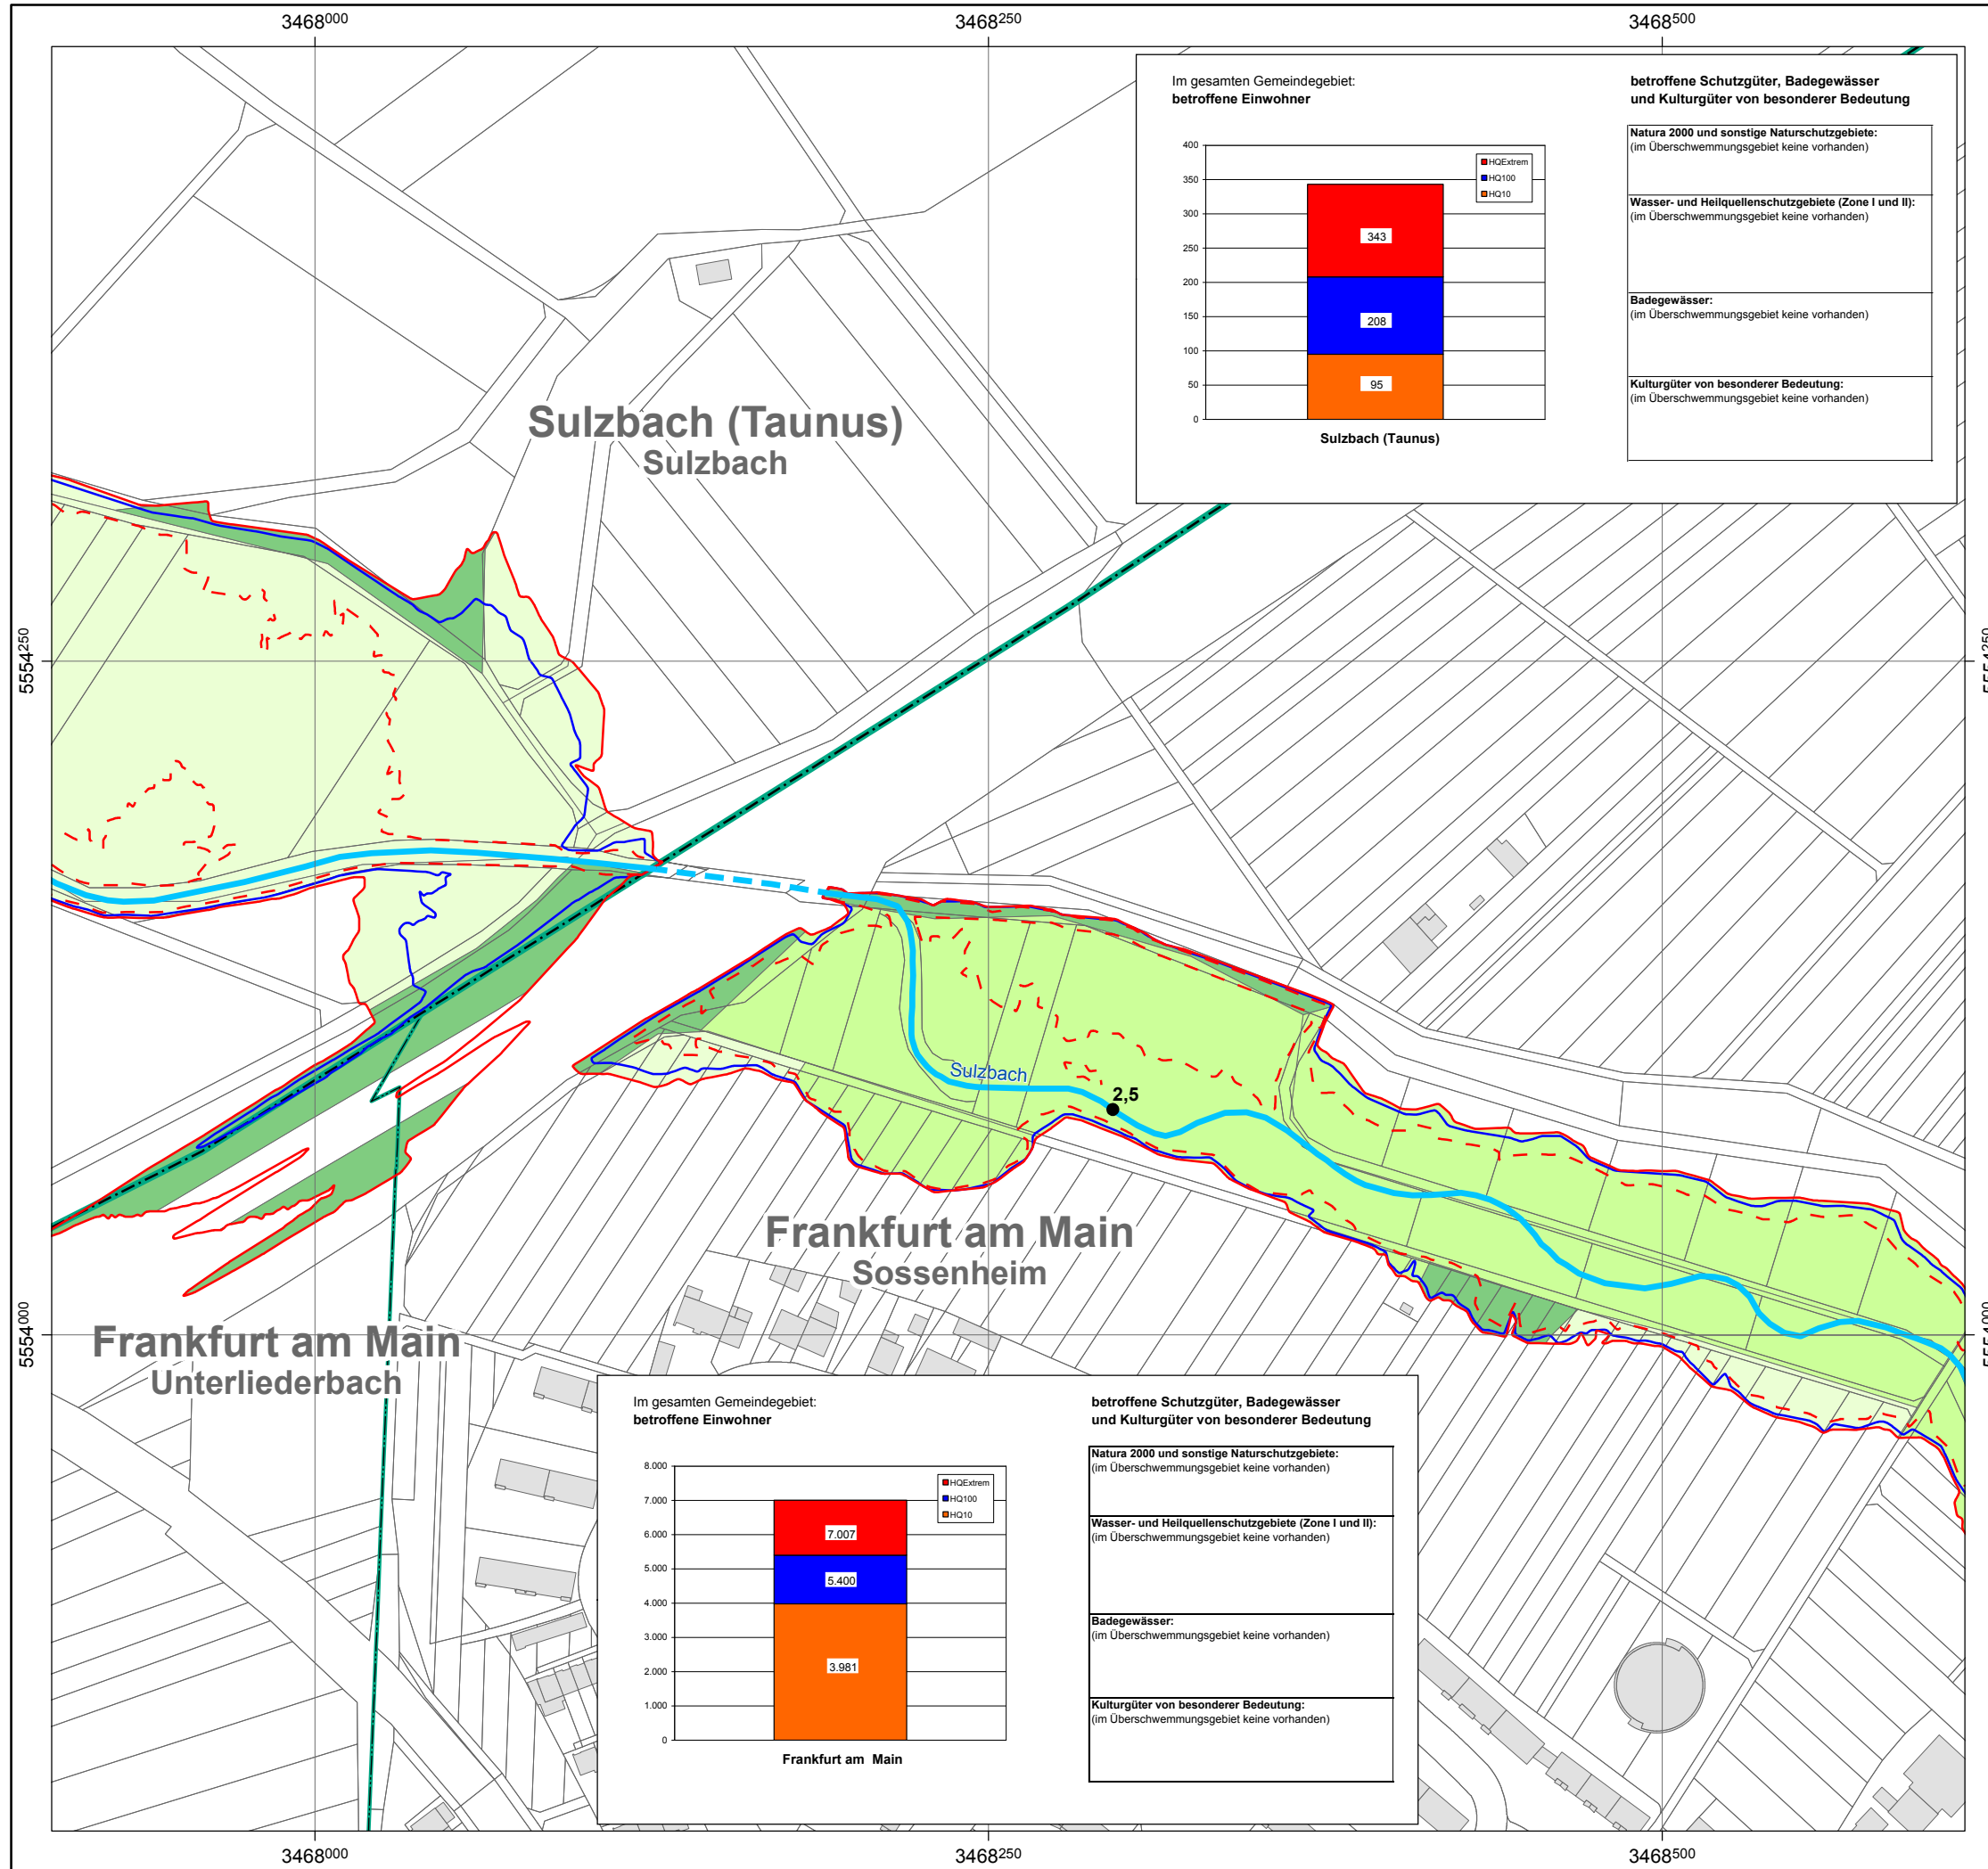 3468000 3468250 3468500
Im gesamten Gemeindegebiet:
betroffene Einwohner
betroffene Schutzgüter, Badegewässer
und Kulturgüter von besonderer Bedeutung
400
350
300
250
200
150
100
50
0
HQExtrem
HQ100
HQ10
343
208
95
Sulzbach (Taunus)
Natura 2000 und sonstige Naturschutzgebiete:
(im Überschwemmungsgebiet keine vorhanden)
Wasser- und Heilquellenschutzgebiete (Zone I und II):
(im Überschwemmungsgebiet keine vorhanden)
Badegewässer:
(im Überschwemmungsgebiet keine vorhanden)
Kulturgüter von besonderer Bedeutung:
(im Überschwemmungsgebiet keine vorhanden)
Sulzbach (Taunus)
Sulzbach
5554250 5554250
Sulzbach
2,5
Frankfurt am Main
Sossenheim
5554000 5554000
Frankfurt am Main
Unterliederbach
Im gesamten Gemeindegebiet:
betroffene Einwohner
betroffene Schutzgüter, Badegewässer
und Kulturgüter von besonderer Bedeutung
8.000
7.000
6.000
5.000
4.000
3.000
2.000
1.000
0
HQExtrem
HQ100
HQ10
7.007
5.400
3.981
Frankfurt am Main
Natura 2000 und sonstige Naturschutzgebiete:
(im Überschwemmungsgebiet keine vorhanden)
Wasser- und Heilquellenschutzgebiete (Zone I und II):
(im Überschwemmungsgebiet keine vorhanden)
Badegewässer:
(im Überschwemmungsgebiet keine vorhanden)
Kulturgüter von besonderer Bedeutung:
(im Überschwemmungsgebiet keine vorhanden)
3468000 3468250 3468500